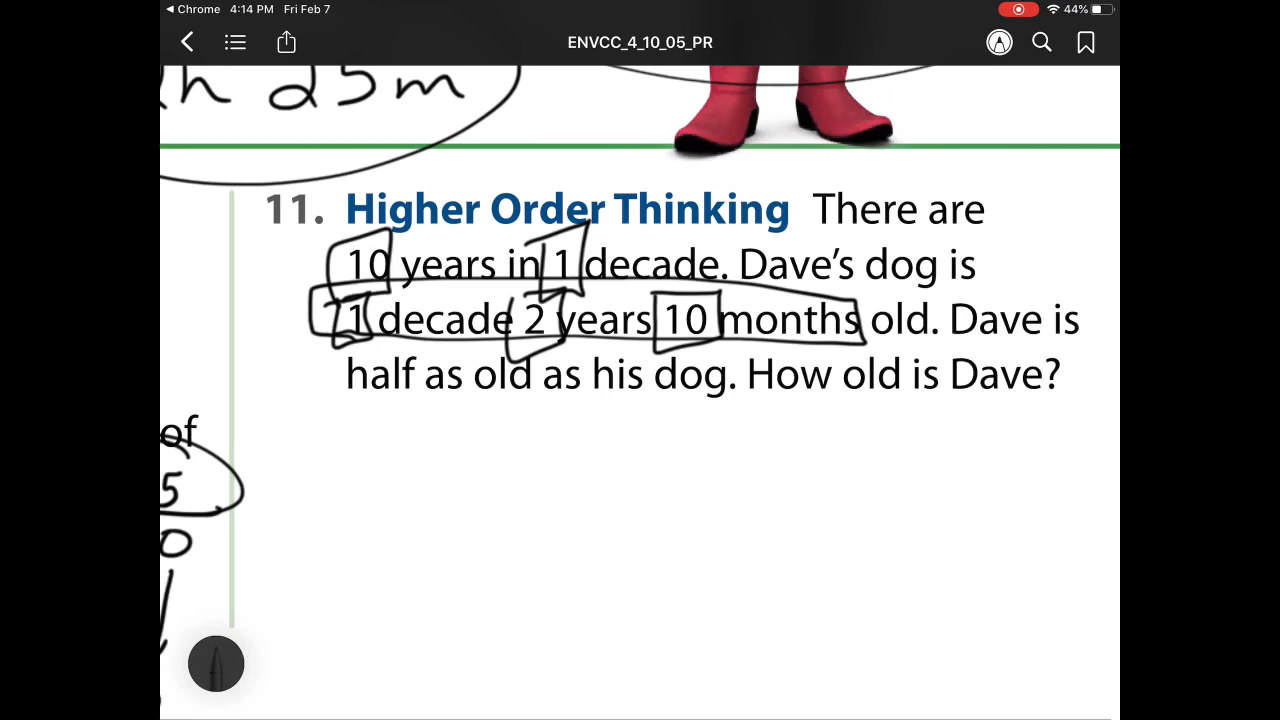 Chrome 4:14 PM Fri Feb 7 44%
ENVCC_4_10_05_PR
h 25m
11. Higher Order Thinking There are
10 years in 1 decade. Dave's dog is
1 decade 2 years 10 months old. Dave is
half as old as his dog. How old is Dave?
of
5
0